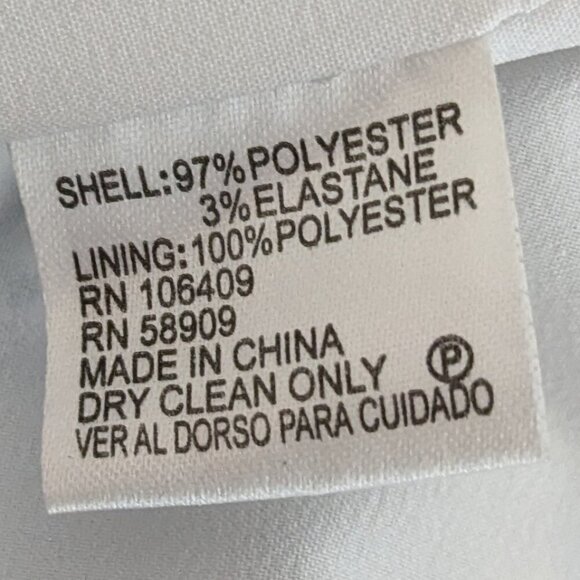 SHELL:97%POLYESTER
3%ELASTANE
LINING:100%POLYESTER
RN 106409
RN 58909
MADE IN CHINA
DRY CLEAN ONLY Ⓟ
VER AL DORSO PARA CUIDADO